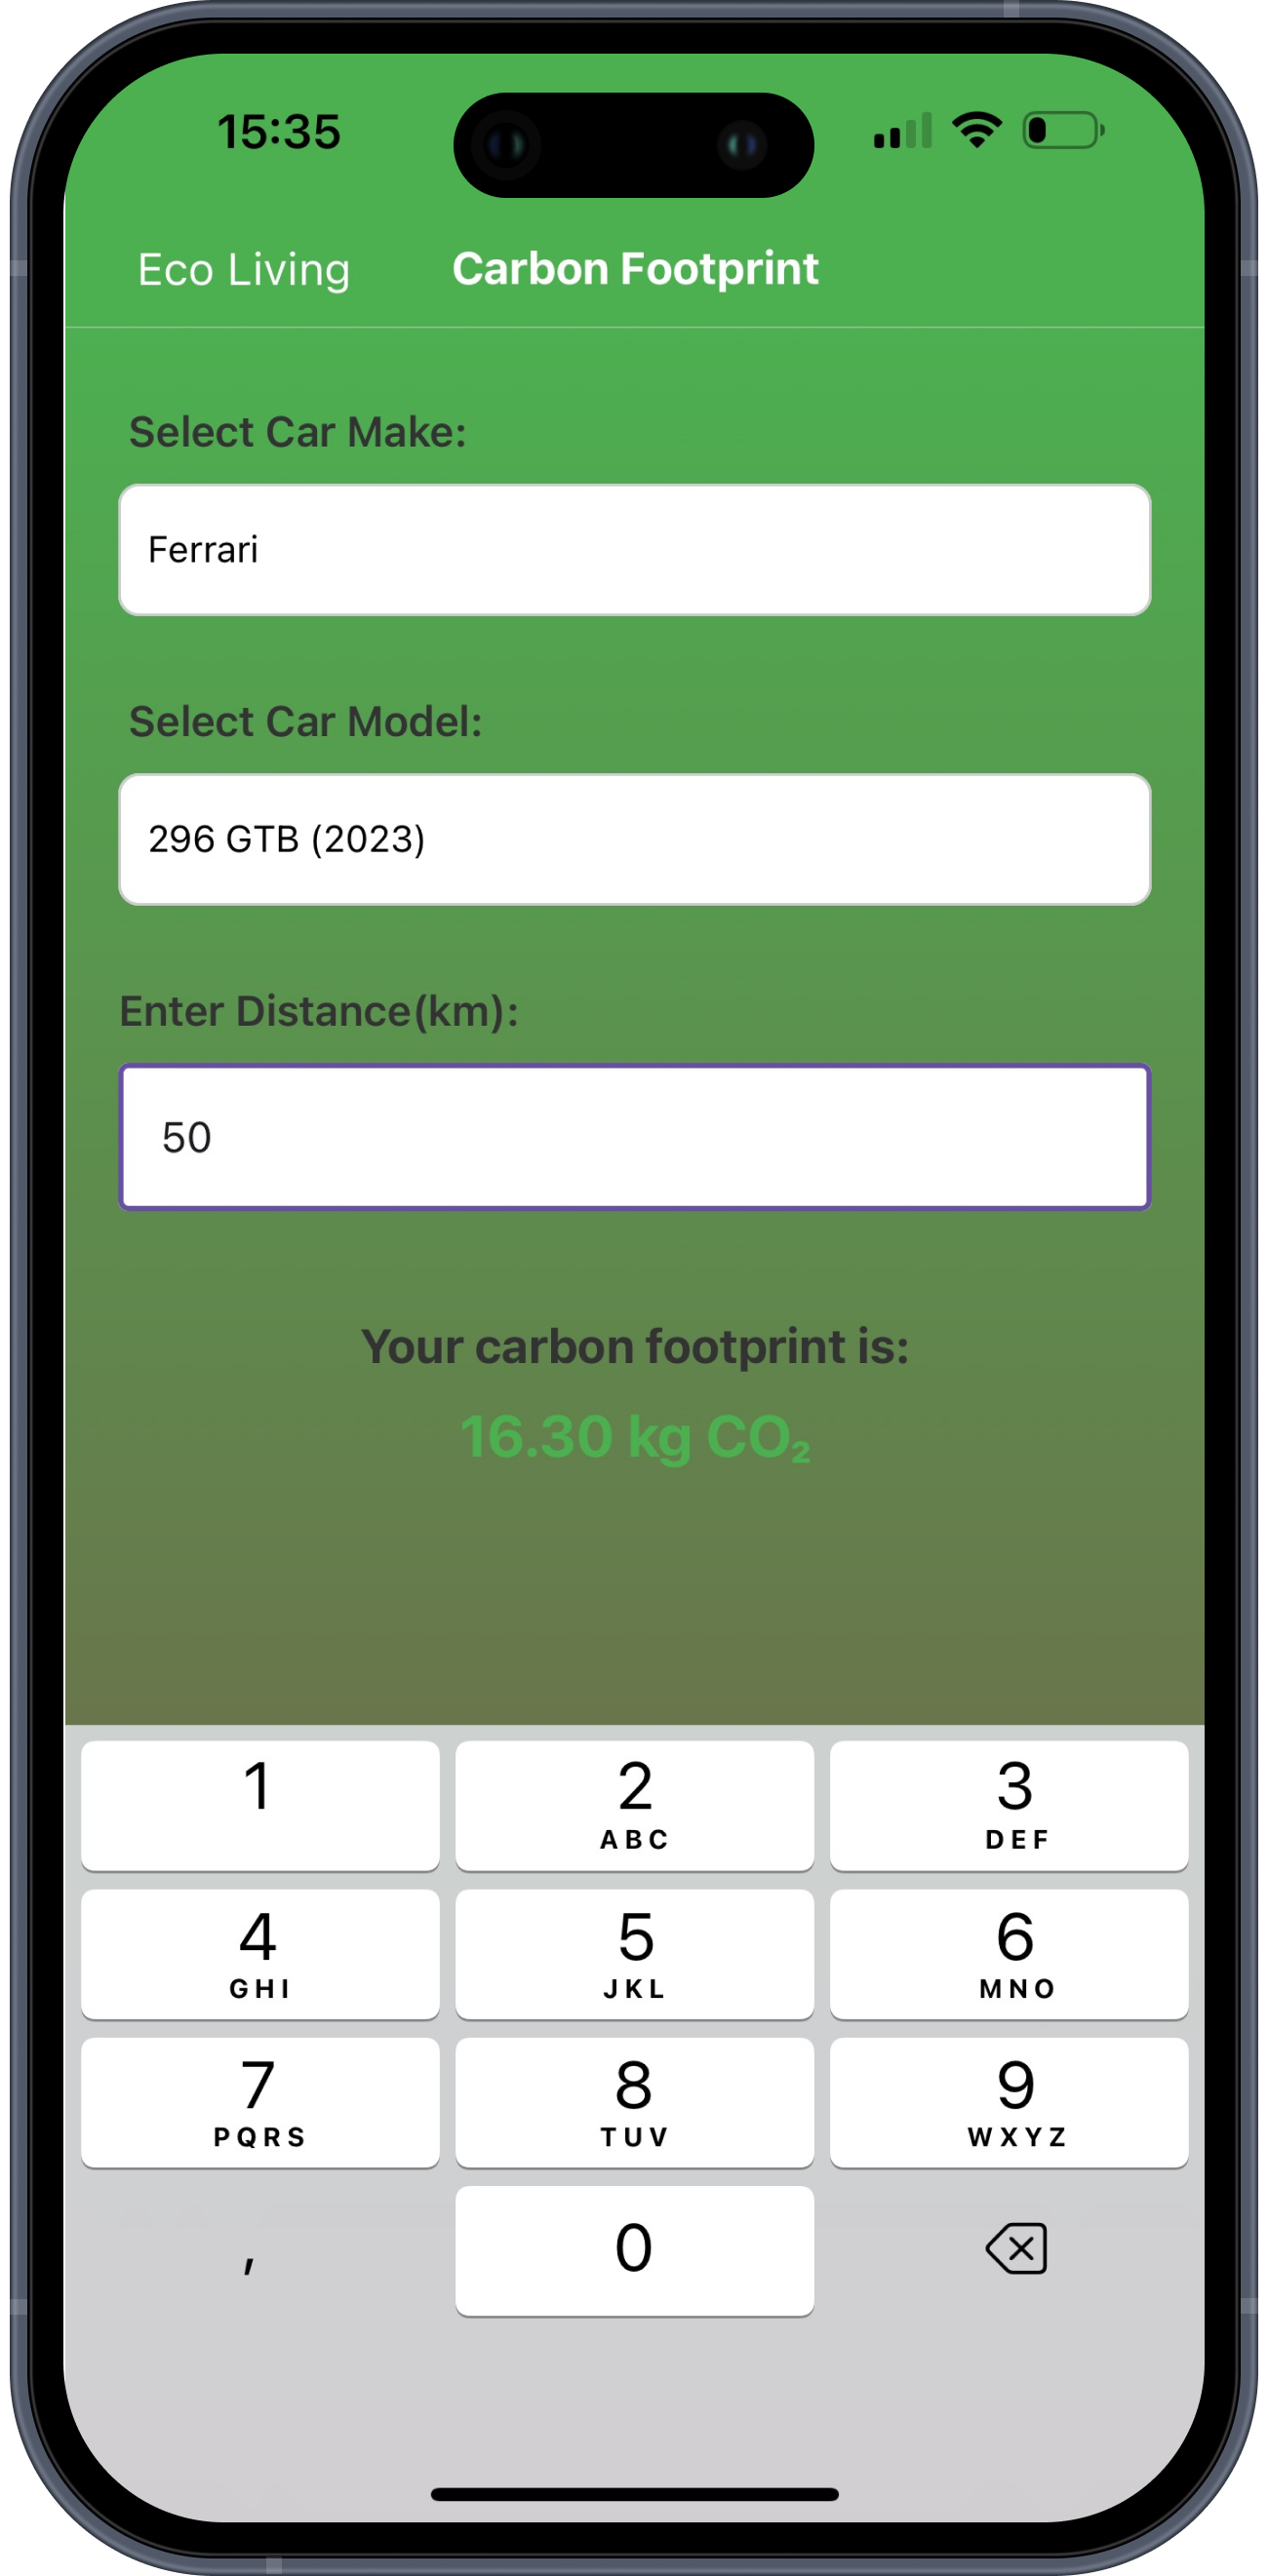 15:35
Eco Living Carbon Footprint
Select Car Make:
Ferrari
Select Car Model:
296 GTB (2023)
Enter Distance(km):
50
Your carbon footprint is:
16.30 kg CO₂
1 2 3
ABC DEF
4 5 6
GHI JKL MNO
7 8 9
PQRS TUV WXYZ
, 0